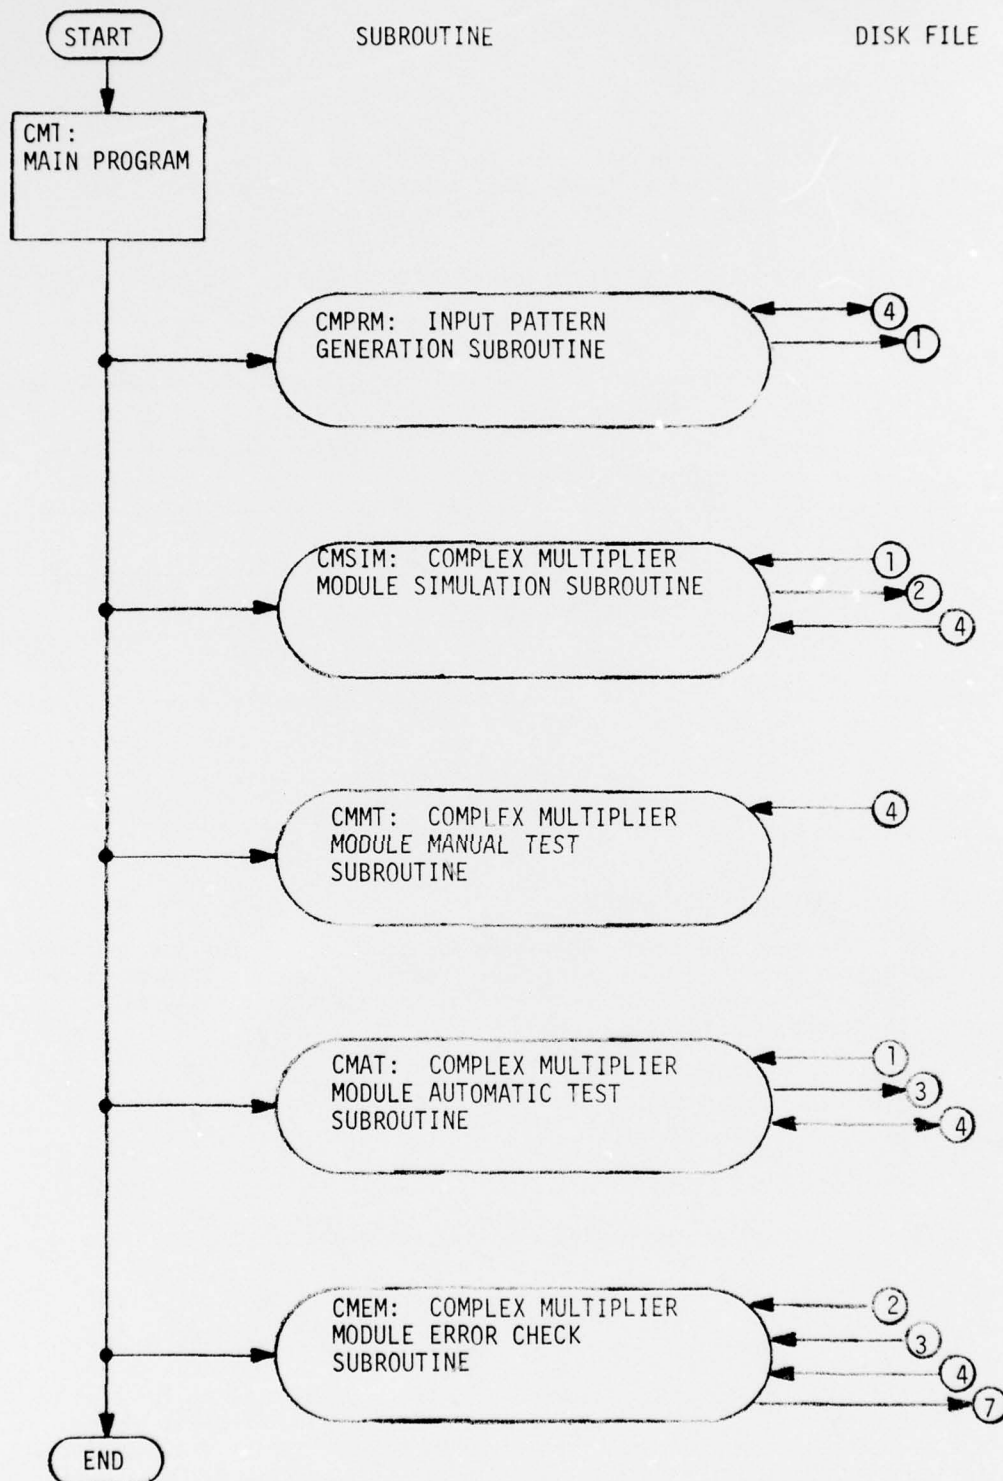 START
SUBROUTINE
DISK FILE
CMT:
MAIN PROGRAM
CMPRM: INPUT PATTERN
GENERATION SUBROUTINE
4
1
CMSIM: COMPLEX MULTIPLIER
MODULE SIMULATION SUBROUTINE
1
2
4
CMMT: COMPLEX MULTIPLIER
MODULE MANUAL TEST
SUBROUTINE
4
CMAT: COMPLEX MULTIPLIER
MODULE AUTOMATIC TEST
SUBROUTINE
1
3
4
CMEM: COMPLEX MULTIPLIER
MODULE ERROR CHECK
SUBROUTINE
2
3
4
7
END